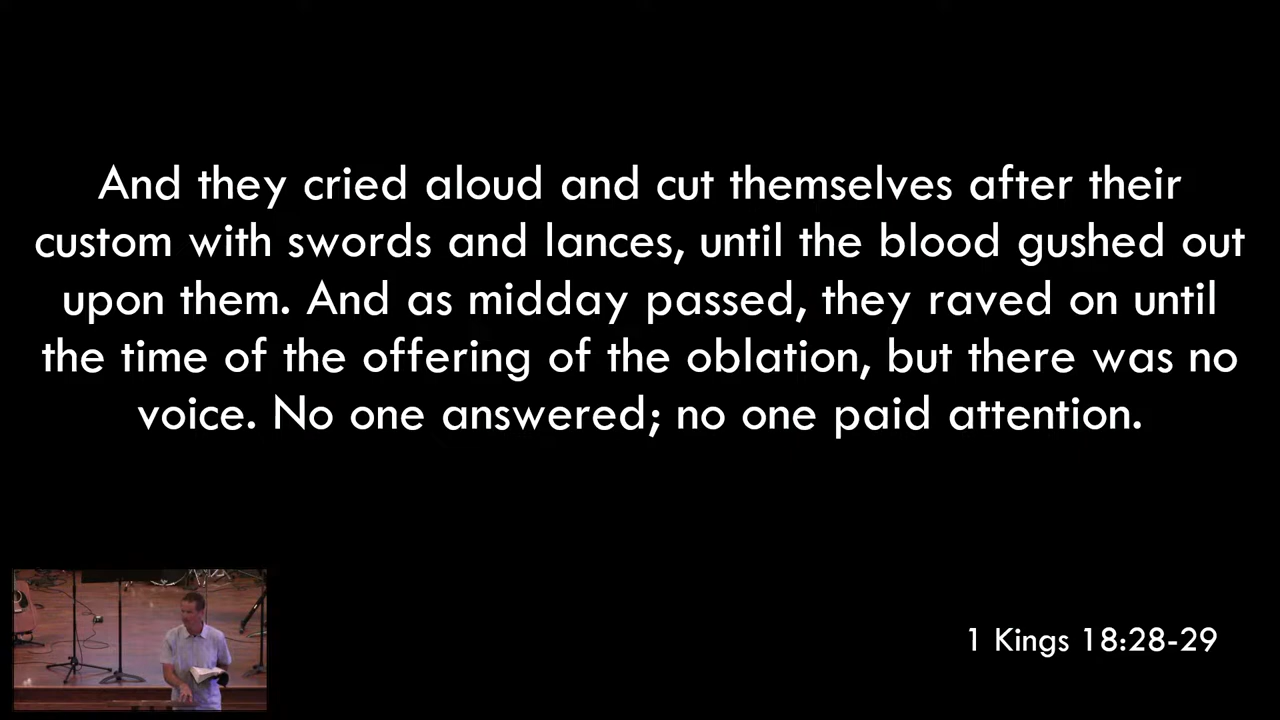 And they cried aloud and cut themselves after their
custom with swords and lances, until the blood gushed out
upon them. And as midday passed, they raved on until
the time of the offering of the oblation, but there was no
voice. No one answered; no one paid attention.
1 Kings 18:28-29